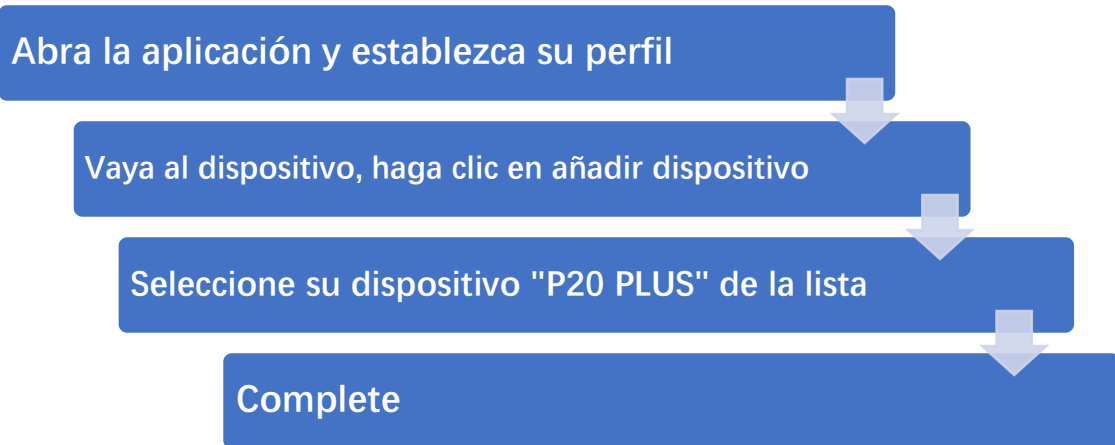 Abra la aplicación y establezca su perfil
Vaya al dispositivo, haga clic en añadir dispositivo
Seleccione su dispositivo "P20 PLUS" de la lista
Complete